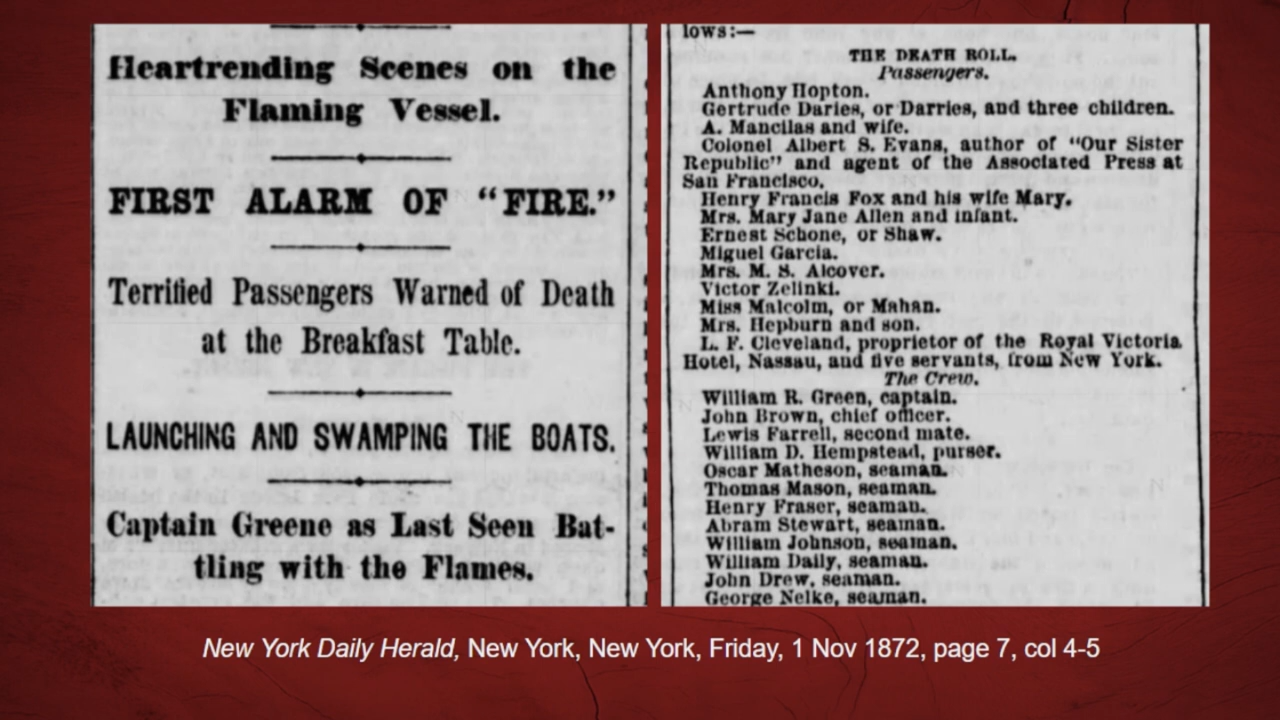 Heartrending Scenes on the
Flaming Vessel.
FIRST ALARM OF "FIRE."
Terrified Passengers Warned of Death
at the Breakfast Table.
LAUNCHING AND SWAMPING THE BOATS.
Captain Greene as Last Seen Bat-
tling with the Flames.
lows:—
THE DEATH ROLL.
Passengers.
Anthony Hopton.
Gertrude Daries, or Darries, and three children.
A. Mancilas and wife.
Colonel Albert S. Evans, author of "Our Sister
Republic" and agent of the Associated Press at
San Francisco.
Henry Francis Fox and his wife Mary.
Mrs. Mary Jane Allen and infant.
Ernest Schone, or Shaw.
Miguel Garcia.
Mrs. M. S. Alcover.
Victor Zelinki.
Miss Malcolm, or Mahan.
Mrs. Hepburn and son.
L. F. Cleveland, proprietor of the Royal Victoria
Hotel, Nassau, and five servants, from New York.
The Crew.
William R. Green, captain.
John Brown, chief officer.
Lewis Farrell, second mate.
William D. Hempstead, purser.
Oscar Matheson, seaman.
Thomas Mason, seaman.
Henry Fraser, seaman.
Abram Stewart, seaman.
William Johnson, seaman.
William Daily, seaman.
John Drew, seaman.
George Nelke, seaman.
New York Daily Herald, New York, New York, Friday, 1 Nov 1872, page 7, col 4-5